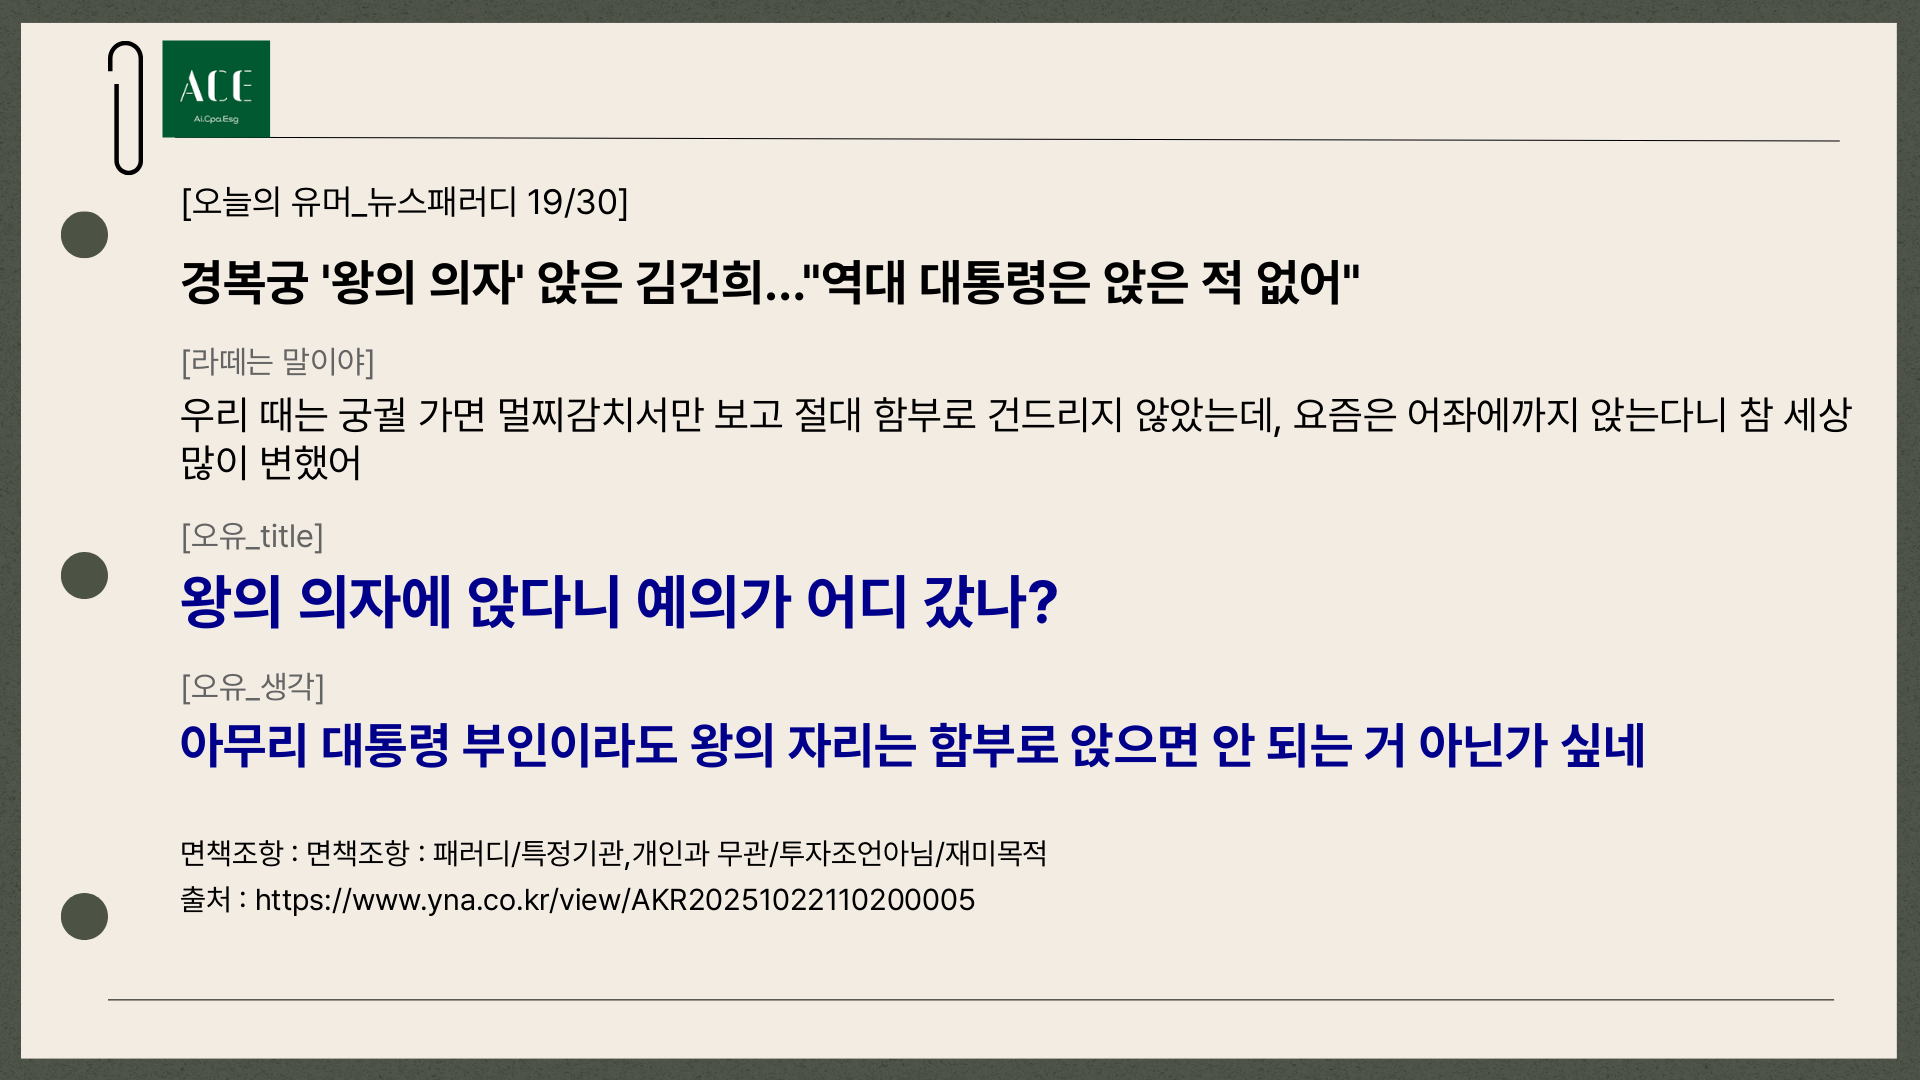 ACE
Ai.Cpa.Esg
[오늘의 유머_뉴스패러디 19/30]
경복궁 '왕의 의자' 앉은 김건희..."역대 대통령은 앉은 적 없어"
[라떼는 말이야]
우리 때는 궁궐 가면 멀찌감치서만 보고 절대 함부로 건드리지 않았는데, 요즘은 어좌에까지 앉는다니 참 세상
많이 변했어
[오유_title]
왕의 의자에 앉다니 예의가 어디 갔나?
[오유_생각]
아무리 대통령 부인이라도 왕의 자리는 함부로 앉으면 안 되는 거 아닌가 싶네
면책조항 : 면책조항 : 패러디/특정기관,개인과 무관/투자조언아님/재미목적
출처 : https://www.yna.co.kr/view/AKR20251022110200005